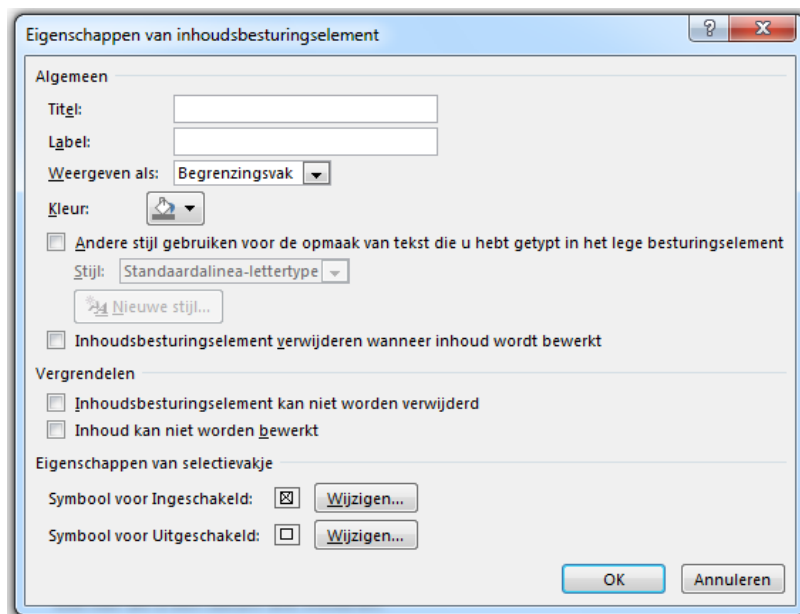 Eigenschappen van inhoudsbesturingselement
Algemeen
Titel:
Label:
Weergeven als: Begrenzingsvak
Kleur:
Andere stijl gebruiken voor de opmaak van tekst die u hebt getypt in het lege besturingselement
Stijl: Standaardalinea-lettertype
Nieuwe stijl...
Inhoudsbesturingselement verwijderen wanneer inhoud wordt bewerkt
Vergrendelen
Inhoudsbesturingselement kan niet worden verwijderd
Inhoud kan niet worden bewerkt
Eigenschappen van selectievakje
Symbool voor Ingeschakeld: Wijzigen...
Symbool voor Uitgeschakeld: Wijzigen...
OK Annuleren